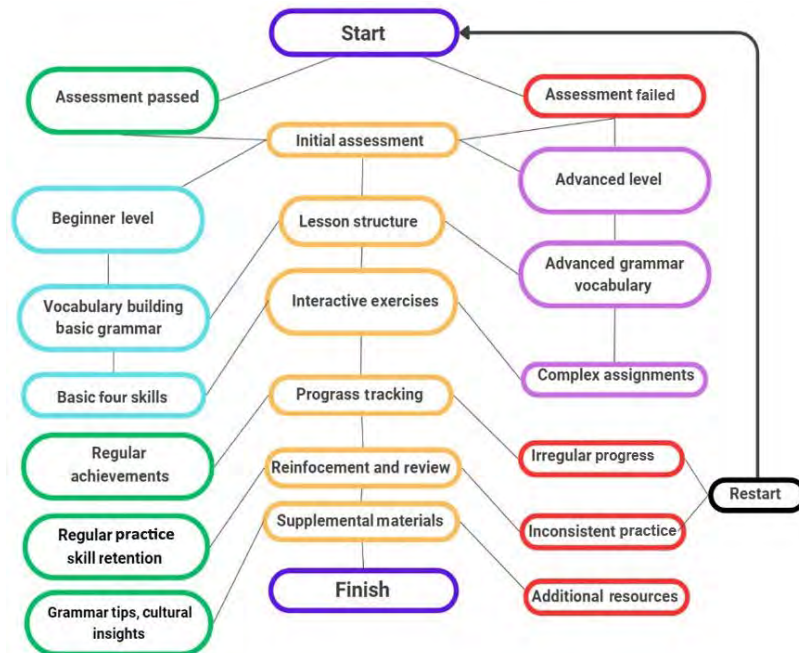 Start
Assessment passed
Assessment failed
Initial assessment
Advanced level
Beginner level
Lesson structure
Advanced grammar
vocabulary
Vocabulary building
basic grammar
Interactive exercises
Basic four skills
Complex assignments
Prograss tracking
Regular
achievements
Irregular progress
Reinfocement and review
Restart
Supplemental materials
Regular practice
skill retention
Inconsistent practice
Finish
Additional resources
Grammar tips, cultural
insights